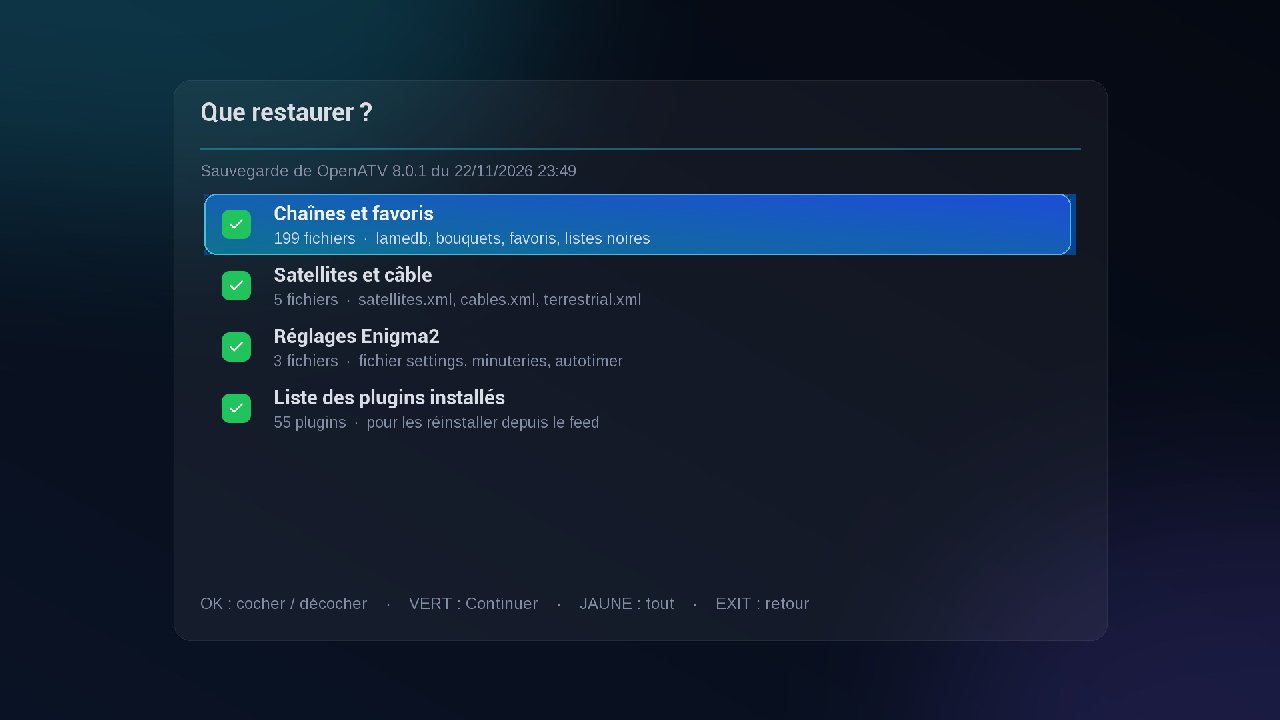 Que restaurer ?
Sauvegarde de OpenATV 8.0.1 du 22/11/2026 23:49
Chaînes et favoris
199 fichiers · lamedb, bouquets, favoris, listes noires
Satellites et câble
5 fichiers · satellites.xml, cables.xml, terrestrial.xml
Réglages Enigma2
3 fichiers · fichier settings, minuteries, autotimer
Liste des plugins installés
55 plugins · pour les réinstaller depuis le feed
OK : cocher / décocher · VERT : Continuer · JAUNE : tout · EXIT : retour